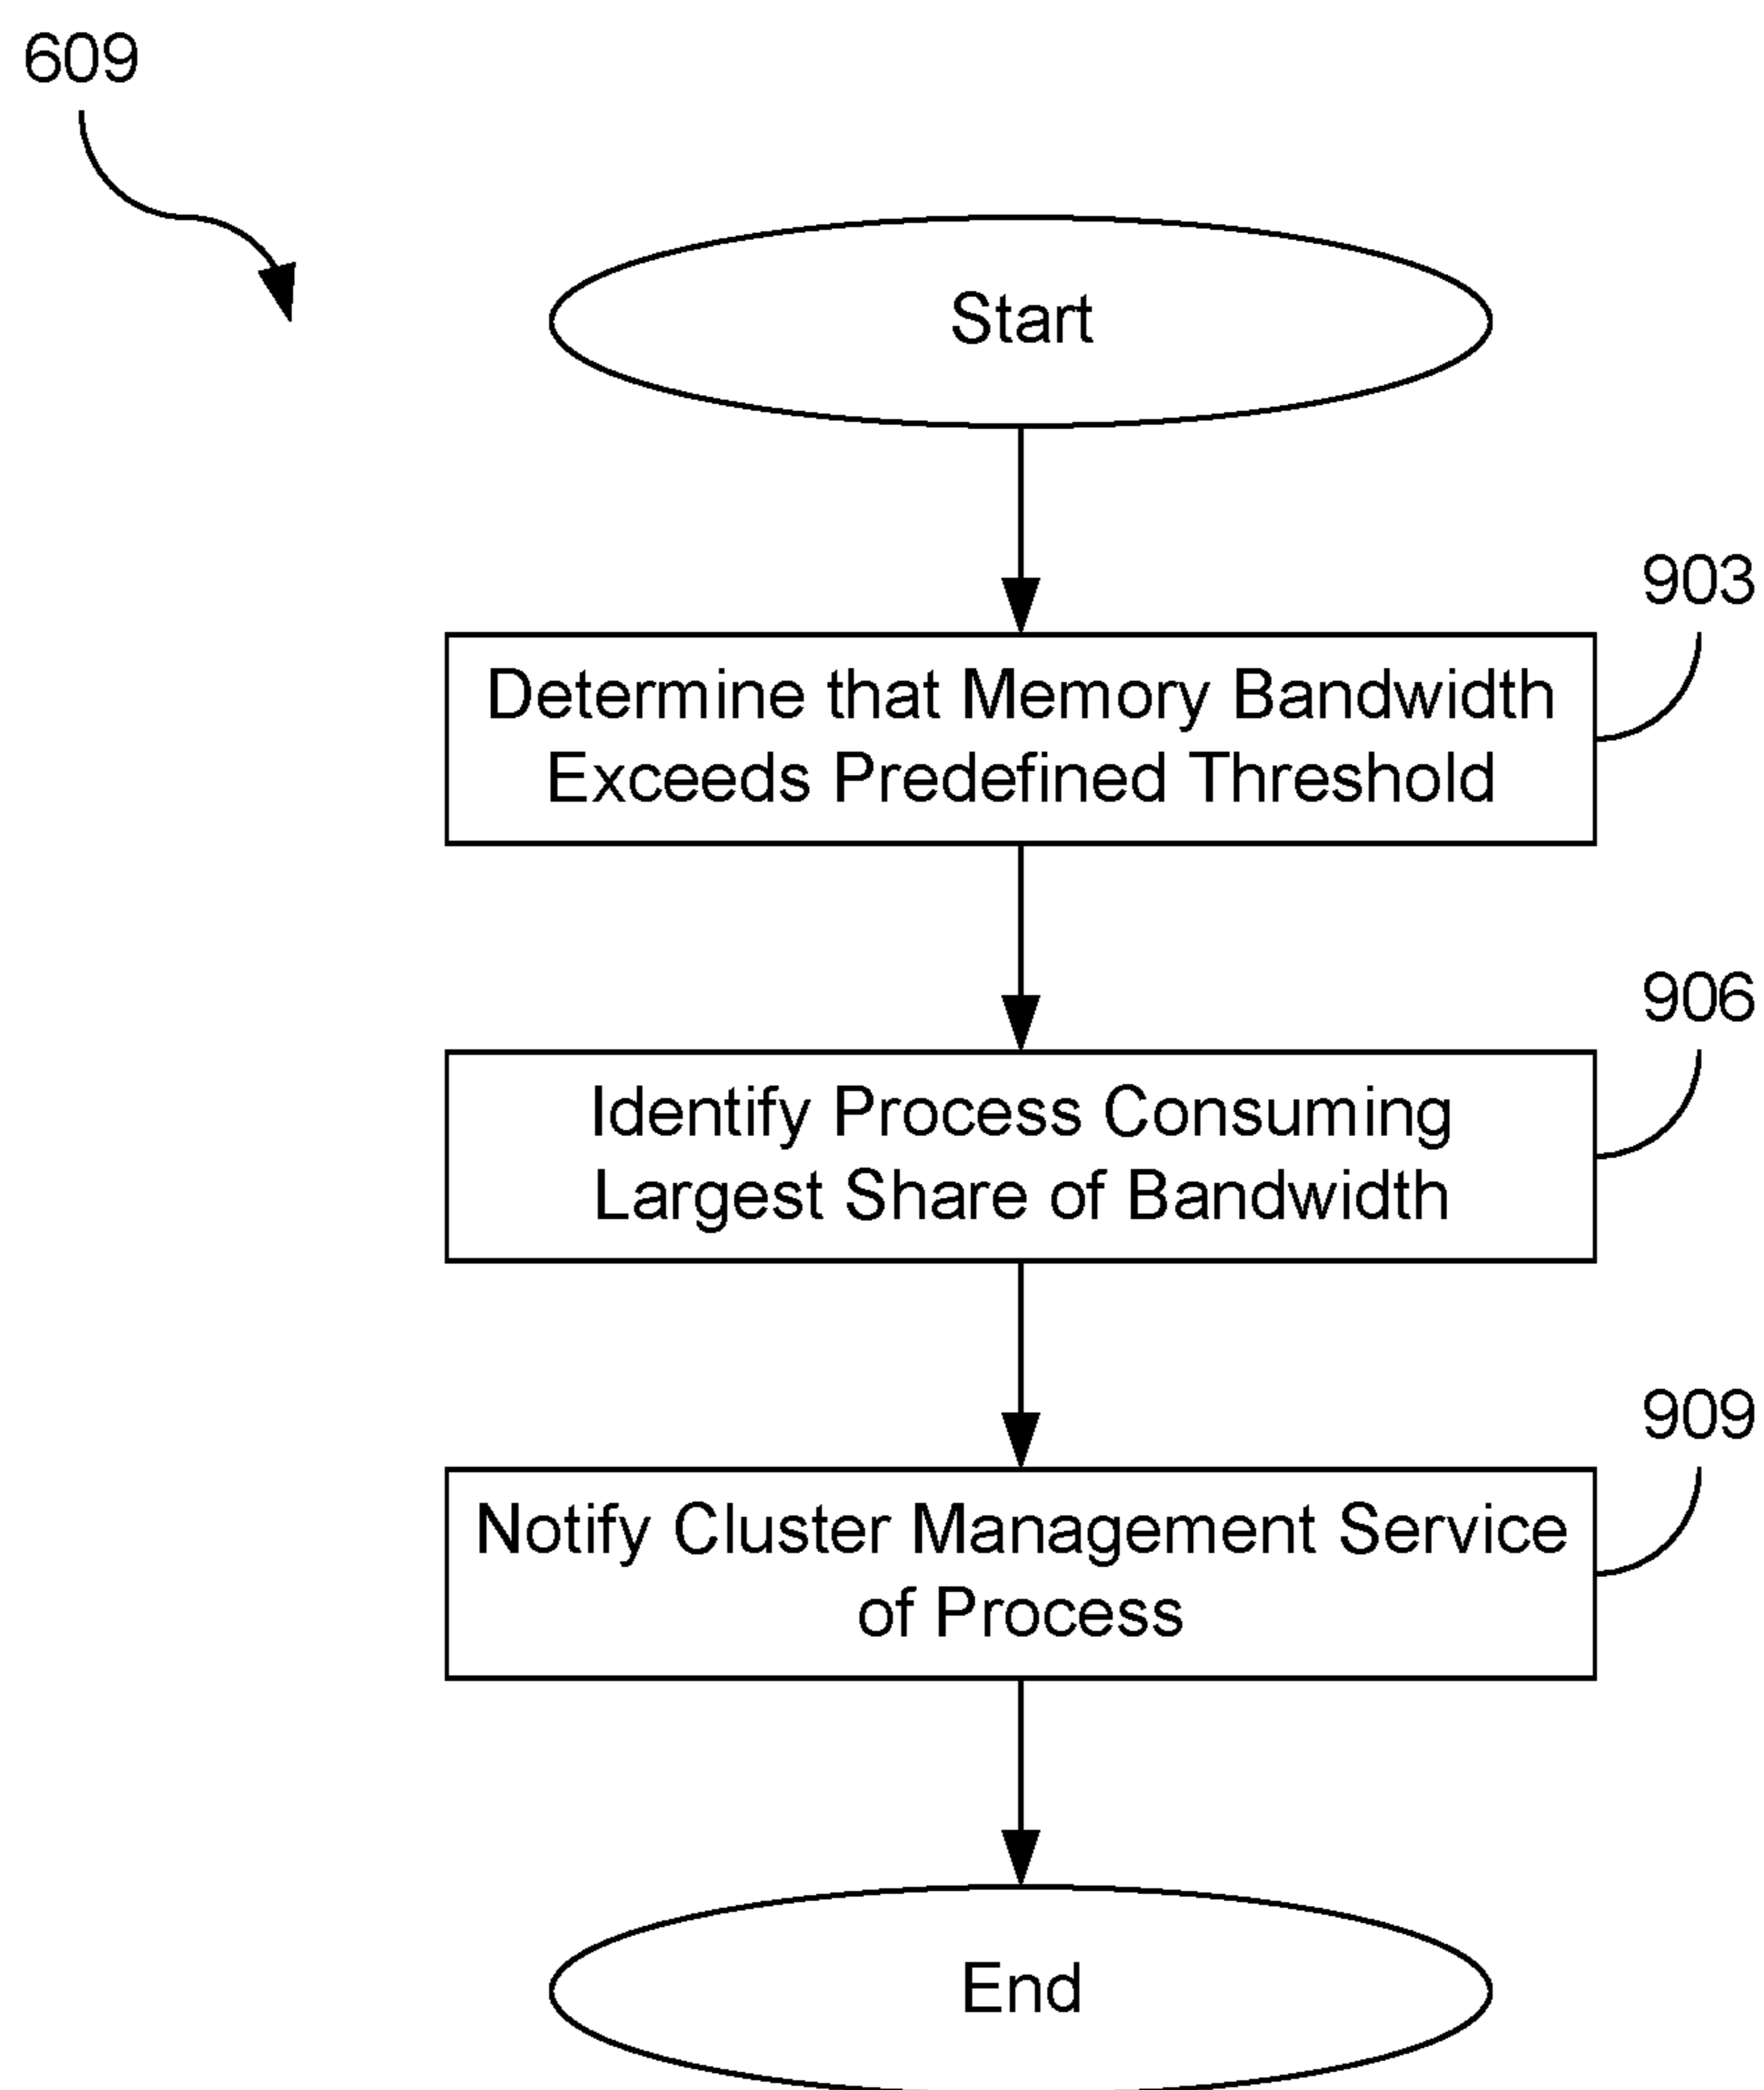 609
Start
903
Determine that Memory Bandwidth
Exceeds Predefined Threshold
906
Identify Process Consuming
Largest Share of Bandwidth
909
Notify Cluster Management Service
of Process
End